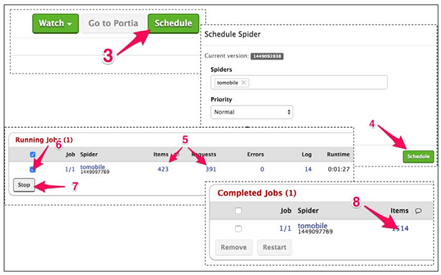 Watch
Go to Portia
Schedule
3
Schedule Spider
Current version: 1449092838
Spiders
tomobile ×
Priority
Normal
4
Schedule
Running Jobs (1)
6
5
Job Spider Items Requests Errors Log Runtime
1/1 tomobile 423 391 0 14 0:01:27
1449097769
Stop
7
Completed Jobs (1)
8
Job Spider Items
1/1 tomobile 1614
1449097769
Remove Restart